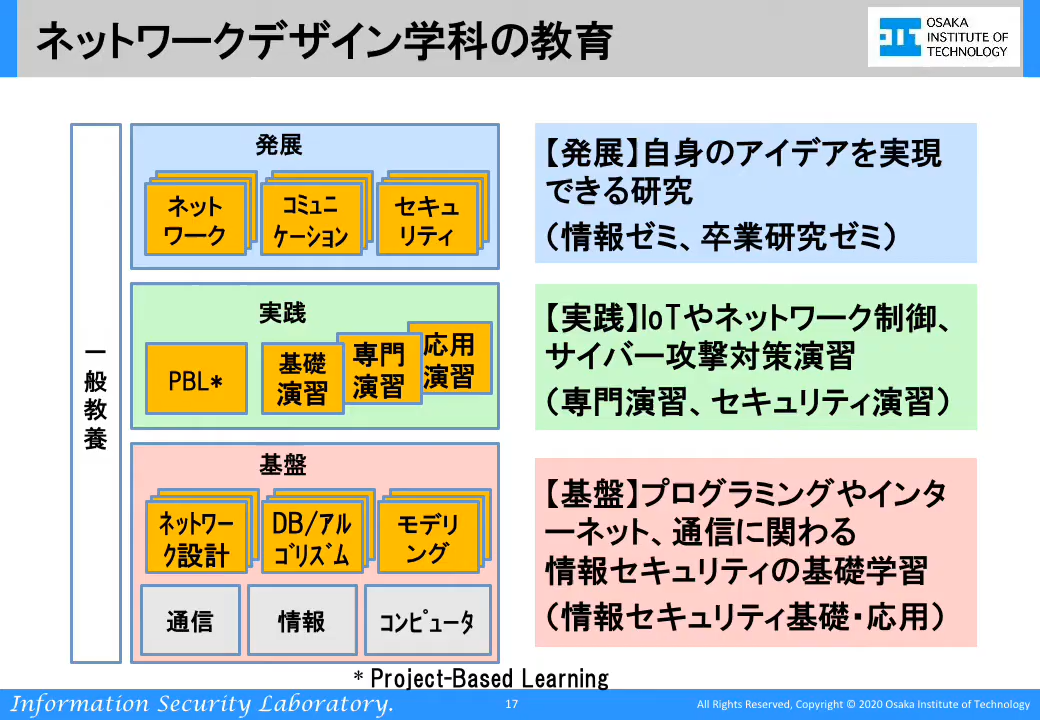 ネットワークデザイン学科の教育
OSAKA
INSTITUTE OF
TECHNOLOGY
一般教養
発展
ネット
ワーク
ｺﾐｭﾆ
ｹｰｼｮﾝ
セキュ
リティ
【発展】自身のアイデアを実現
できる研究
（情報ゼミ、卒業研究ゼミ）
実践
PBL*
基礎
演習
専門
演習
応用
演習
【実践】IoTやネットワーク制御、
サイバー攻撃対策演習
（専門演習、セキュリティ演習）
基盤
ﾈｯﾄﾜｰ
ｸ設計
DB/ｱﾙ
ｺﾞﾘｽﾞﾑ
モデリ
ング
通信
情報
ｺﾝﾋﾟｭｰﾀ
【基盤】プログラミングやインタ
ーネット、通信に関わる
情報セキュリティの基礎学習
（情報セキュリティ基礎・応用）
* Project-Based Learning
Information Security Laboratory.
17
All Rights Reserved, Copyright © 2020 Osaka Institute of Technology